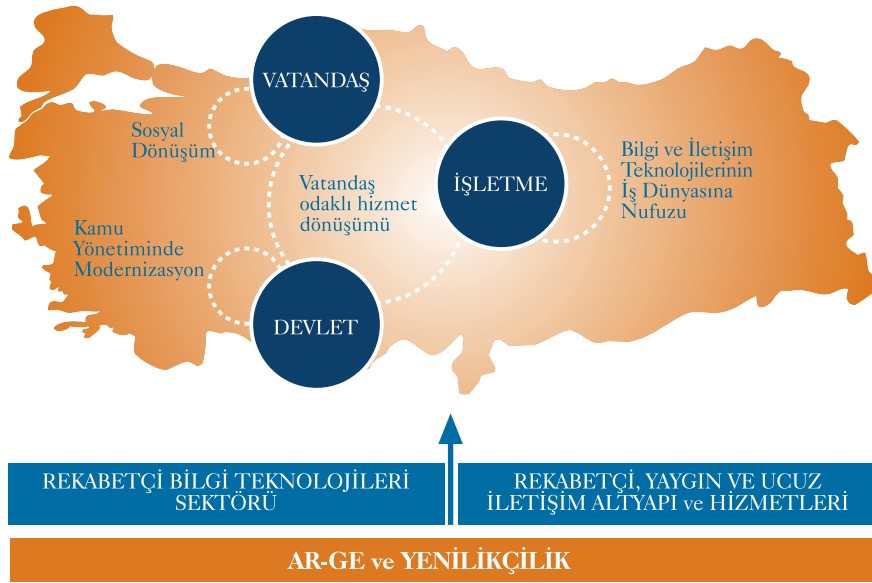 VATANDAŞ
Sosyal
Dönüşüm
Vatandaş
odaklı hizmet
dönüşümü
İŞLETME
Bilgi ve İletişim
Teknolojilerinin
İş Dünyasına
Nufuzu
Kamu
Yönetiminde
Modernizasyon
DEVLET
REKABETÇİ BİLGİ TEKNOLOJİLERİ
SEKTÖRÜ
REKABETÇİ, YAYGIN VE UCUZ
İLETİŞİM ALTYAPI ve HİZMETLERİ
AR-GE ve YENİLİKÇİLİK